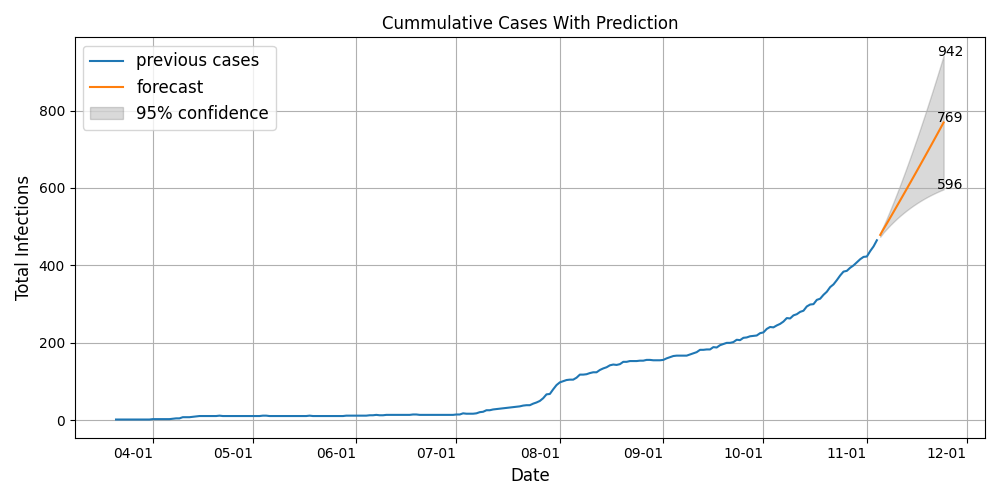 Cummulative Cases With Prediction
previous cases
forecast
95% confidence
942
769
596
800
600
400
200
0
Total Infections
04-01 05-01 06-01 07-01 08-01 09-01 10-01 11-01 12-01
Date